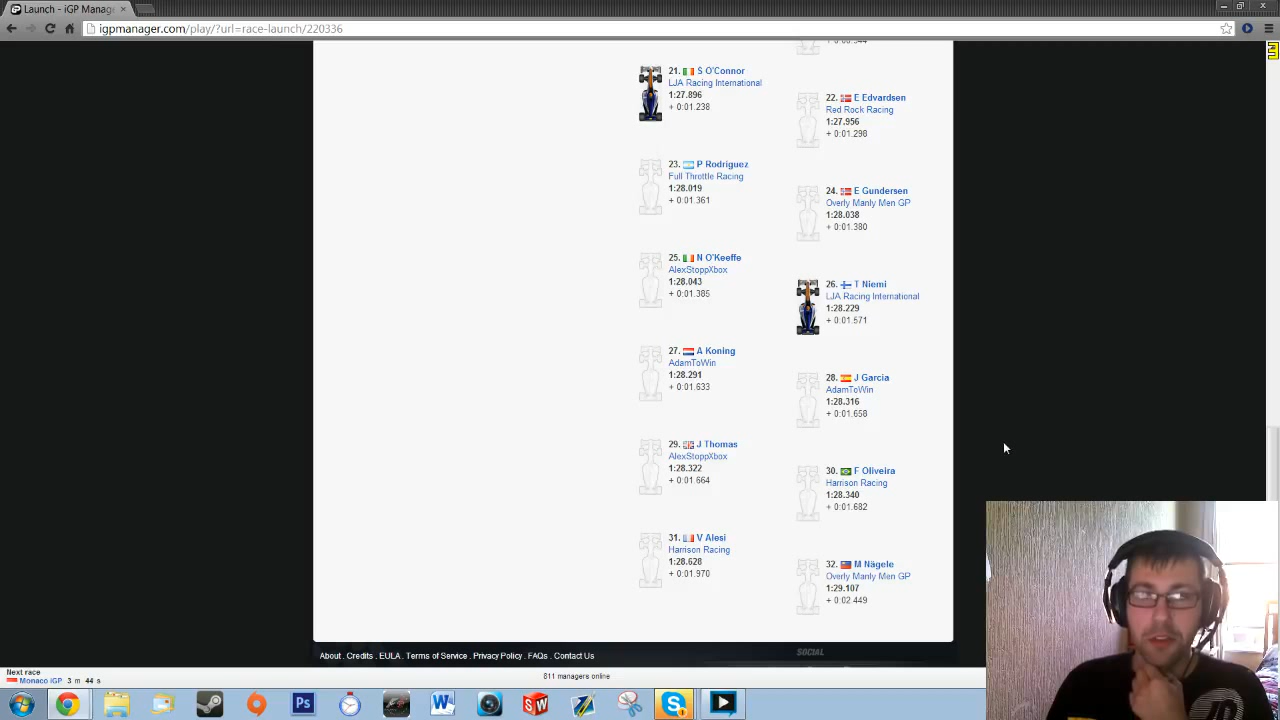 Launch - iGP Manag
igpmanager.com/play/?url=race-launch/220336
21. S O'Connor
LJA Racing International
1:27.896
+ 0:01.238
22. E Edvardsen
Red Rock Racing
1:27.956
+ 0:01.298
23. P Rodríguez
Full Throttle Racing
1:28.019
+ 0:01.361
24. E Gundersen
Overly Manly Men GP
1:28.038
+ 0:01.380
25. N O'Keeffe
AlexStoppXbox
1:28.043
+ 0:01.385
26. T Niemi
LJA Racing International
1:28.229
+ 0:01.571
27. A Koning
AdamToWin
1:28.291
+ 0:01.633
28. J Garcia
AdamToWin
1:28.316
+ 0:01.658
29. J Thomas
AlexStoppXbox
1:28.322
+ 0:01.664
30. F Oliveira
Harrison Racing
1:28.340
+ 0:01.682
31. V Alesi
Harrison Racing
1:28.628
+ 0:01.970
32. M Nägele
Overly Manly Men GP
1:29.107
+ 0:02.449
About . Credits . EULA . Terms of Service . Privacy Policy . FAQs . Contact Us
SOCIAL
Next race
Monaco iGP 3 m 44 s
811 managers online
Ps
W
SW
S